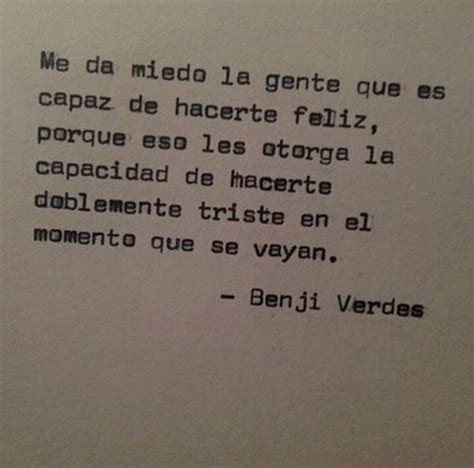 Me da miedo la gente que es
capaz de hacerte feliz,
porque eso les otorga la
capacidad de hacerte
doblemente triste en el
momento que se vayan.
– Benji Verdes